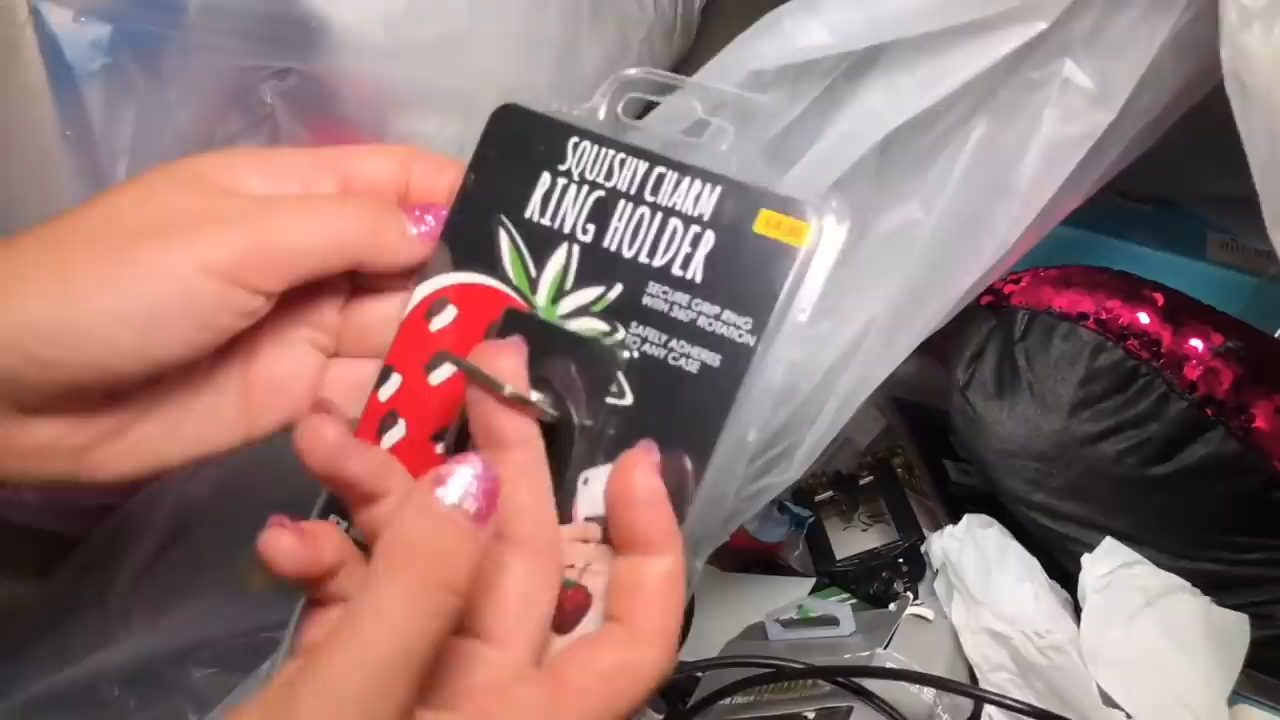 SQUISHY CHARM
RING HOLDER
SECURE GRIP RING
WITH 360° ROTATION
SAFELY ADHERES
TO ANY CASE